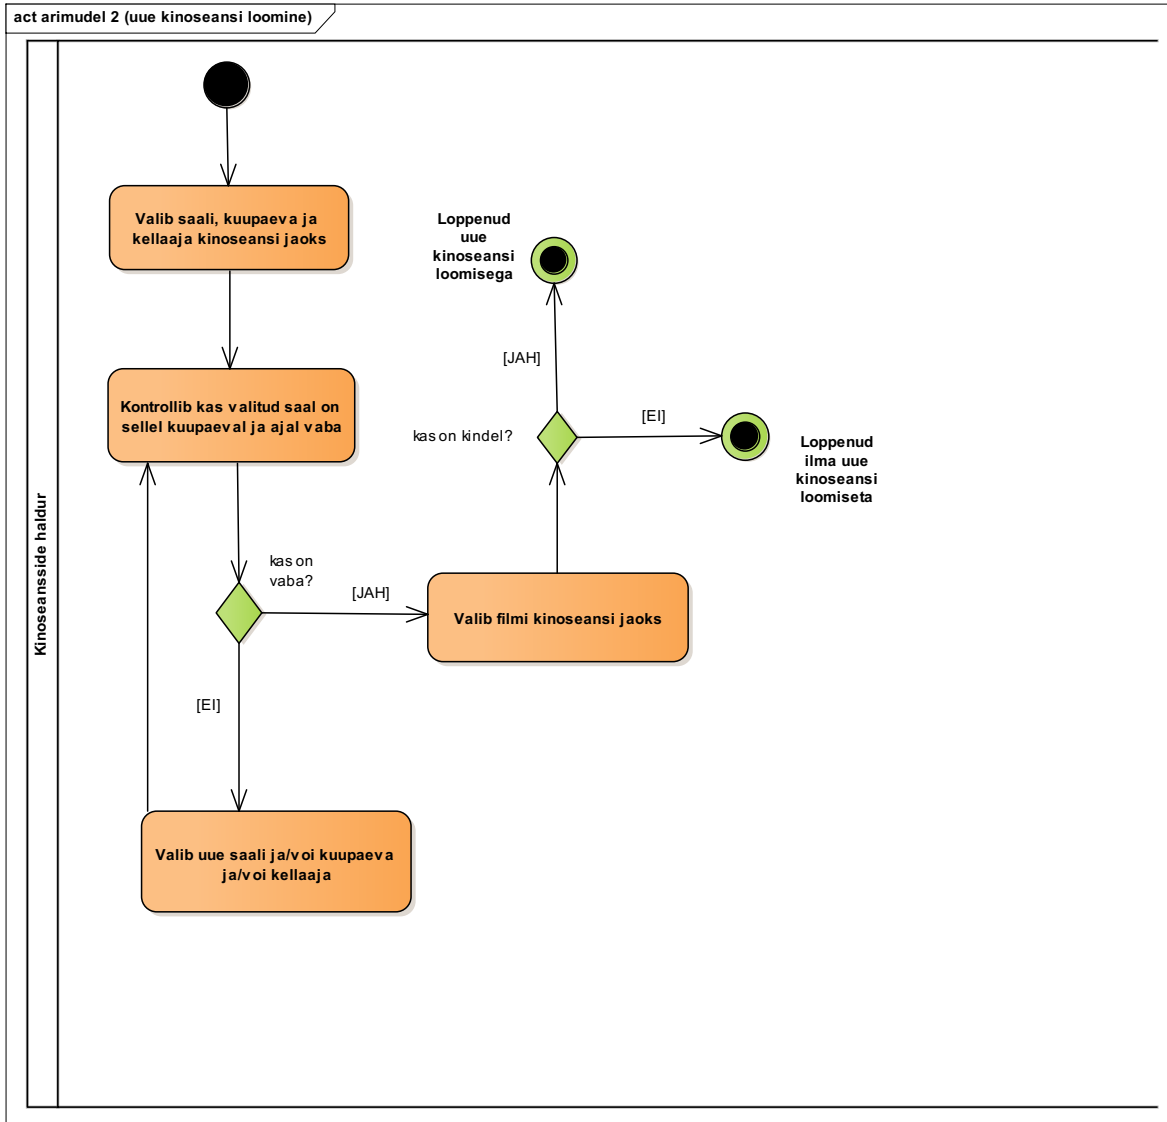 act arimudel 2 (uue kinoseansi loomine)
Kinoseansside haldur
Valib saali, kuupaeva ja
kellaaja kinoseansi jaoks
Kontrollib kas valitud saal on
sellel kuupaeval ja ajal vaba
kas on
vaba?
[JAH]
[EI]
Valib uue saali ja/voi kuupaeva
ja/voi kellaaja
Valib filmi kinoseansi jaoks
kas on kindel?
[JAH]
[EI]
Loppenud
uue
kinoseansi
loomisega
Loppenud
ilma uue
kinoseansi
loomiseta